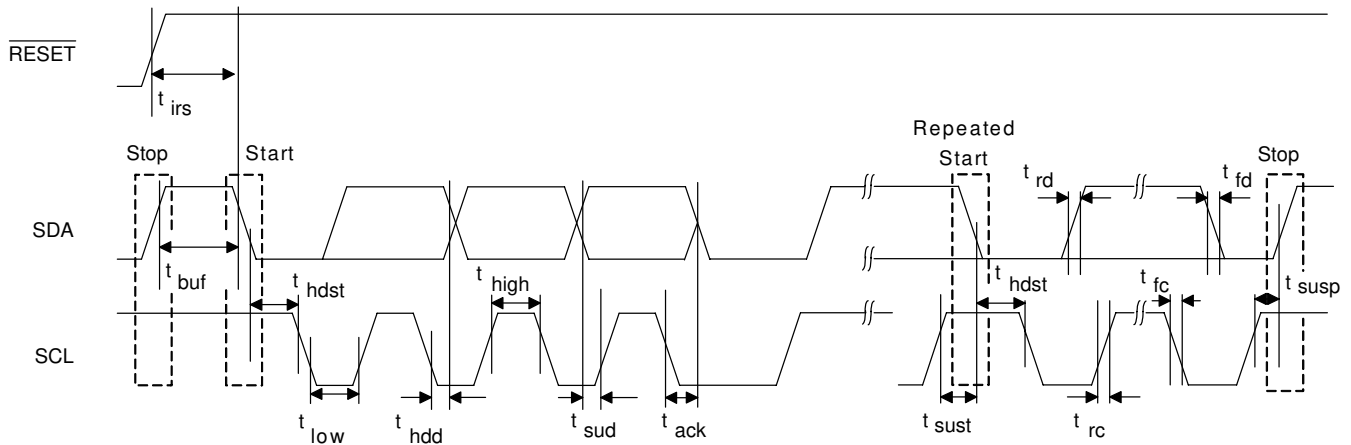 RESET
t irs
Repeated
Stop Start Start Stop
t rd t fd
SDA
t buf t hdst t high t hdst t fc t susp
SCL
t low t hdd t sud t ack t sust t rc